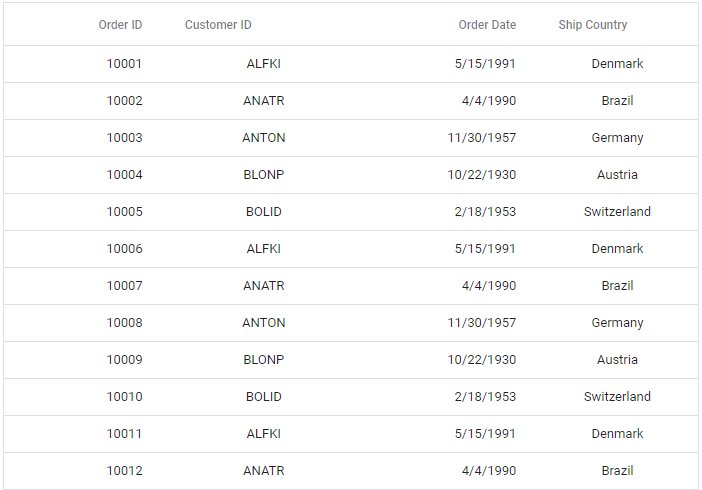 Order ID Customer ID Order Date Ship Country
10001 ALFKI 5/15/1991 Denmark
10002 ANATR 4/4/1990 Brazil
10003 ANTON 11/30/1957 Germany
10004 BLONP 10/22/1930 Austria
10005 BOLID 2/18/1953 Switzerland
10006 ALFKI 5/15/1991 Denmark
10007 ANATR 4/4/1990 Brazil
10008 ANTON 11/30/1957 Germany
10009 BLONP 10/22/1930 Austria
10010 BOLID 2/18/1953 Switzerland
10011 ALFKI 5/15/1991 Denmark
10012 ANATR 4/4/1990 Brazil